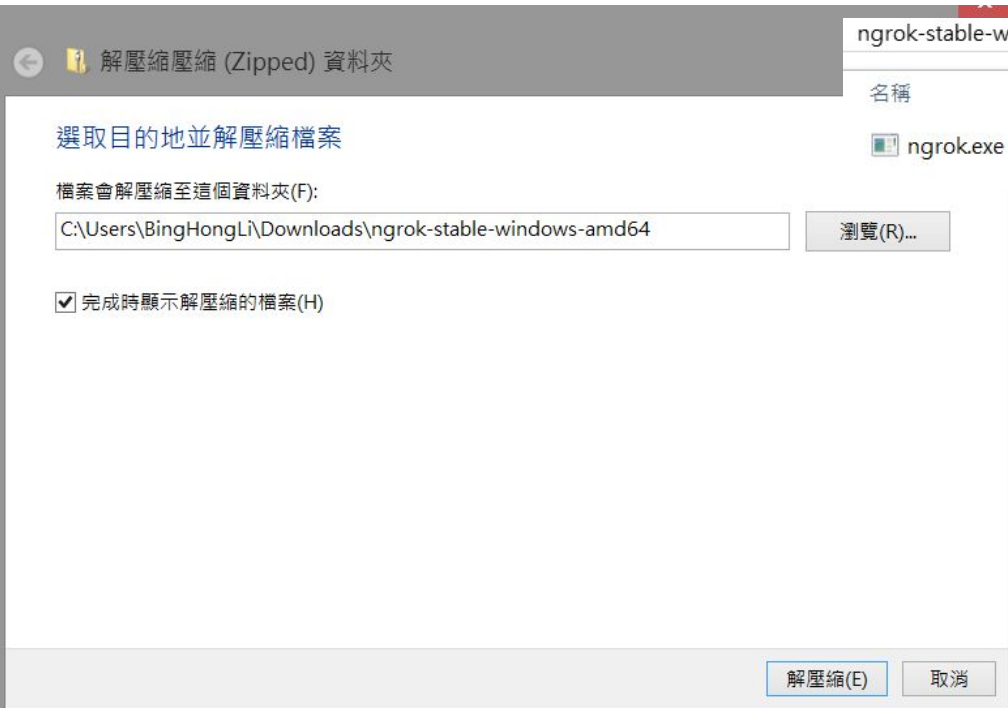 解壓縮壓縮 (Zipped) 資料夾
選取目的地並解壓縮檔案
檔案會解壓縮至這個資料夾(F):
C:\Users\BingHongLi\Downloads\ngrok-stable-windows-amd64
瀏覽(R)...
完成時顯示解壓縮的檔案(H)
解壓縮(E)
取消
ngrok-stable-w
名稱
ngrok.exe